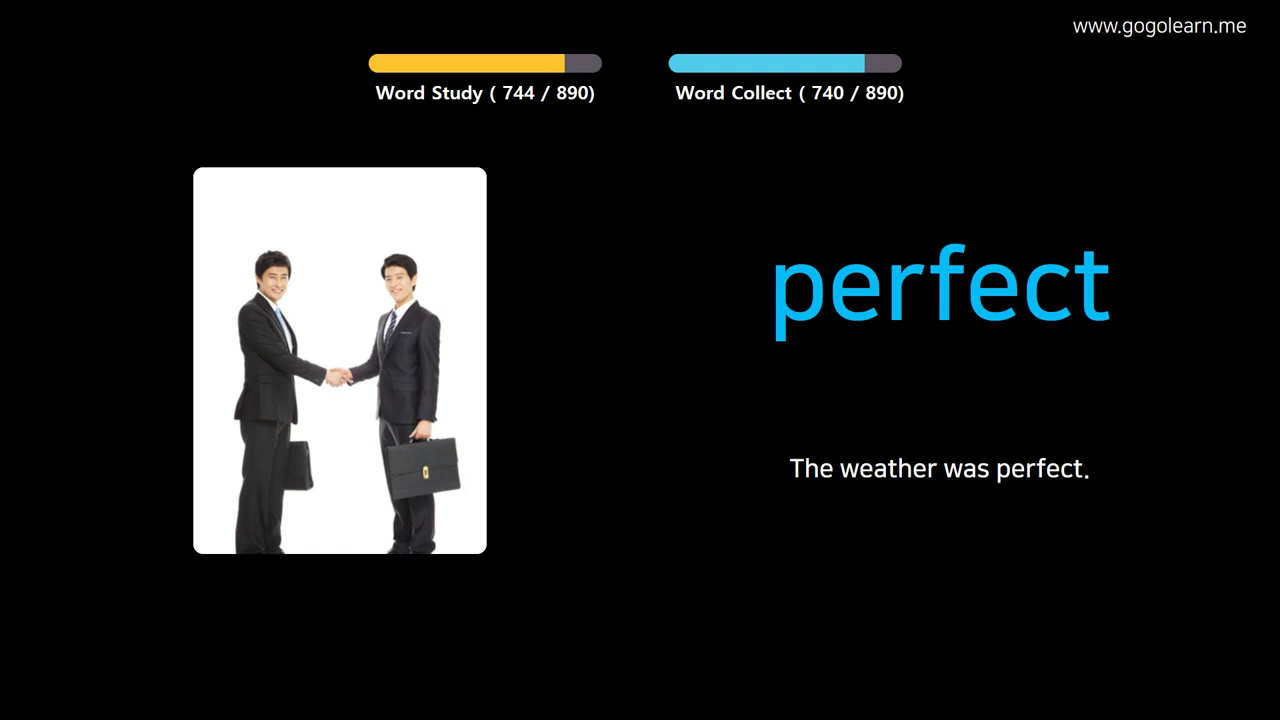 www.gogolearn.me
Word Study ( 744 / 890)
Word Collect ( 740 / 890)
perfect
The weather was perfect.